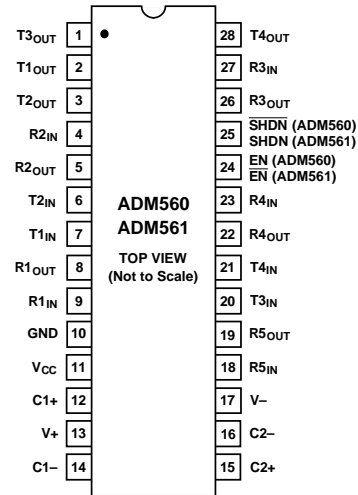 T3OUT 1
T1OUT 2
T2OUT 3
R2IN 4
R2OUT 5
T2IN 6
T1IN 7
R1OUT 8
R1IN 9
GND 10
VCC 11
C1+ 12
V+ 13
C1– 14
ADM560
ADM561
TOP VIEW
(Not to Scale)
28 T4OUT
27 R3IN
26 R3OUT
25 S̅H̅D̅N̅ (ADM560)
SHDN (ADM561)
24 EN (ADM560)
E̅N̅ (ADM561)
23 R4IN
22 R4OUT
21 T4IN
20 T3IN
19 R5OUT
18 R5IN
17 V–
16 C2–
15 C2+